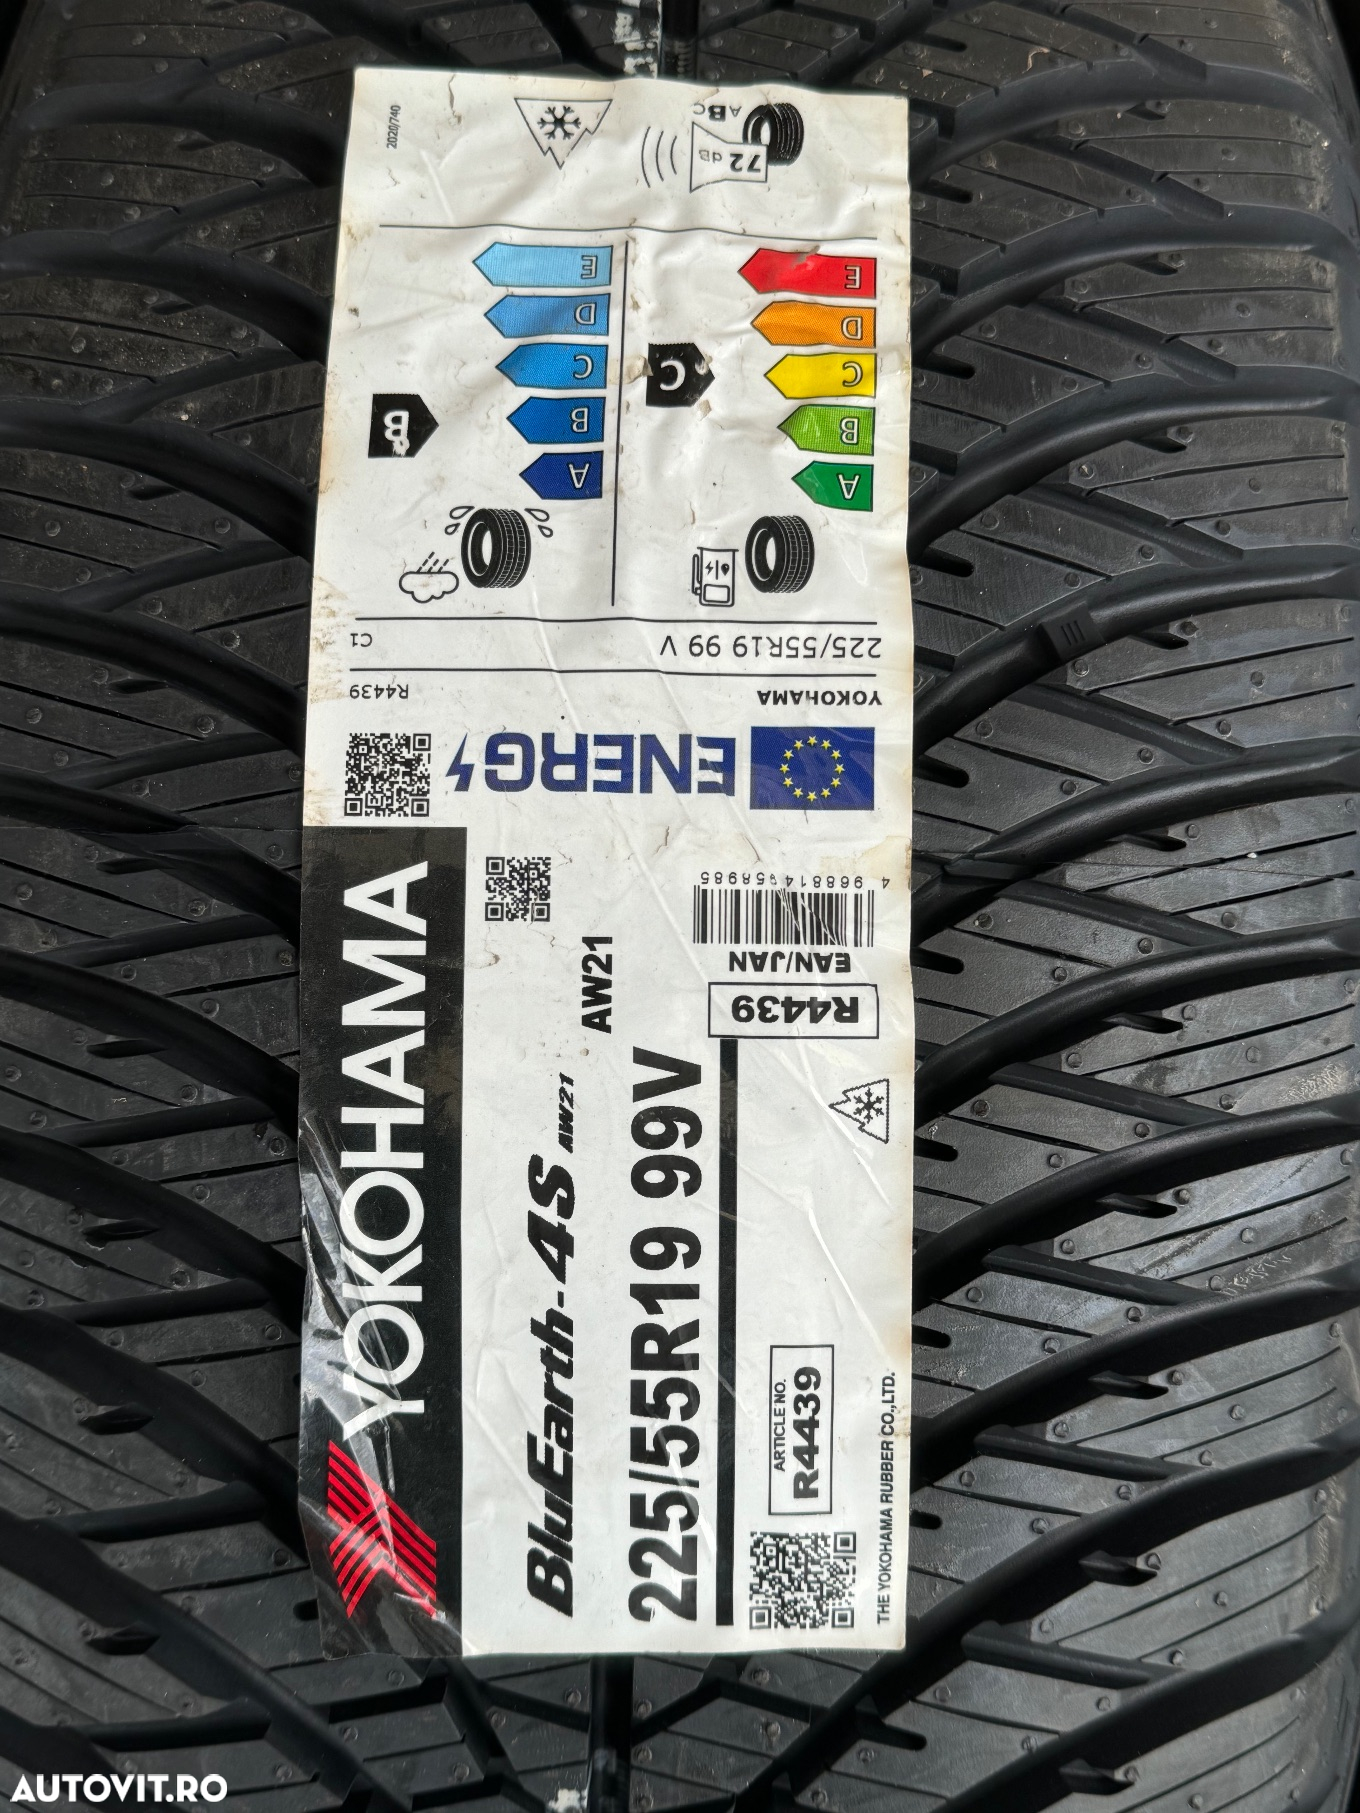 2020/740
ABC
72 dB
E
D
C
B
A
B
E
D
C
B
A
C
225/55R19 99 V
C1
YOKOHAMA
R4439
ENERG
YOKOHAMA
BluEarth-4S AW21
AW21
225/55R19 99V
4 968814 958985
EAN/JAN
R4439
ARTICLE NO.
R4439
THE YOKOHAMA RUBBER CO.,LTD.
AUTOVIT.RO